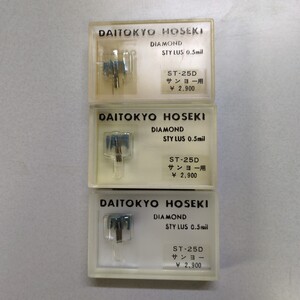 DAITOKYO HOSEKI
DIAMOND
STYLUS 0.5mil
ST-25D
サンヨー用
¥ 2,900
DAITOKYO HOSEKI
DIAMOND
STYLUS 0.5mil
ST-25D
サンヨー用
¥ 2,900
DAITOKYO HOSEKI
DIAMOND
STYLUS 0.5mil
ST-25D
サンヨー
¥ 2,900